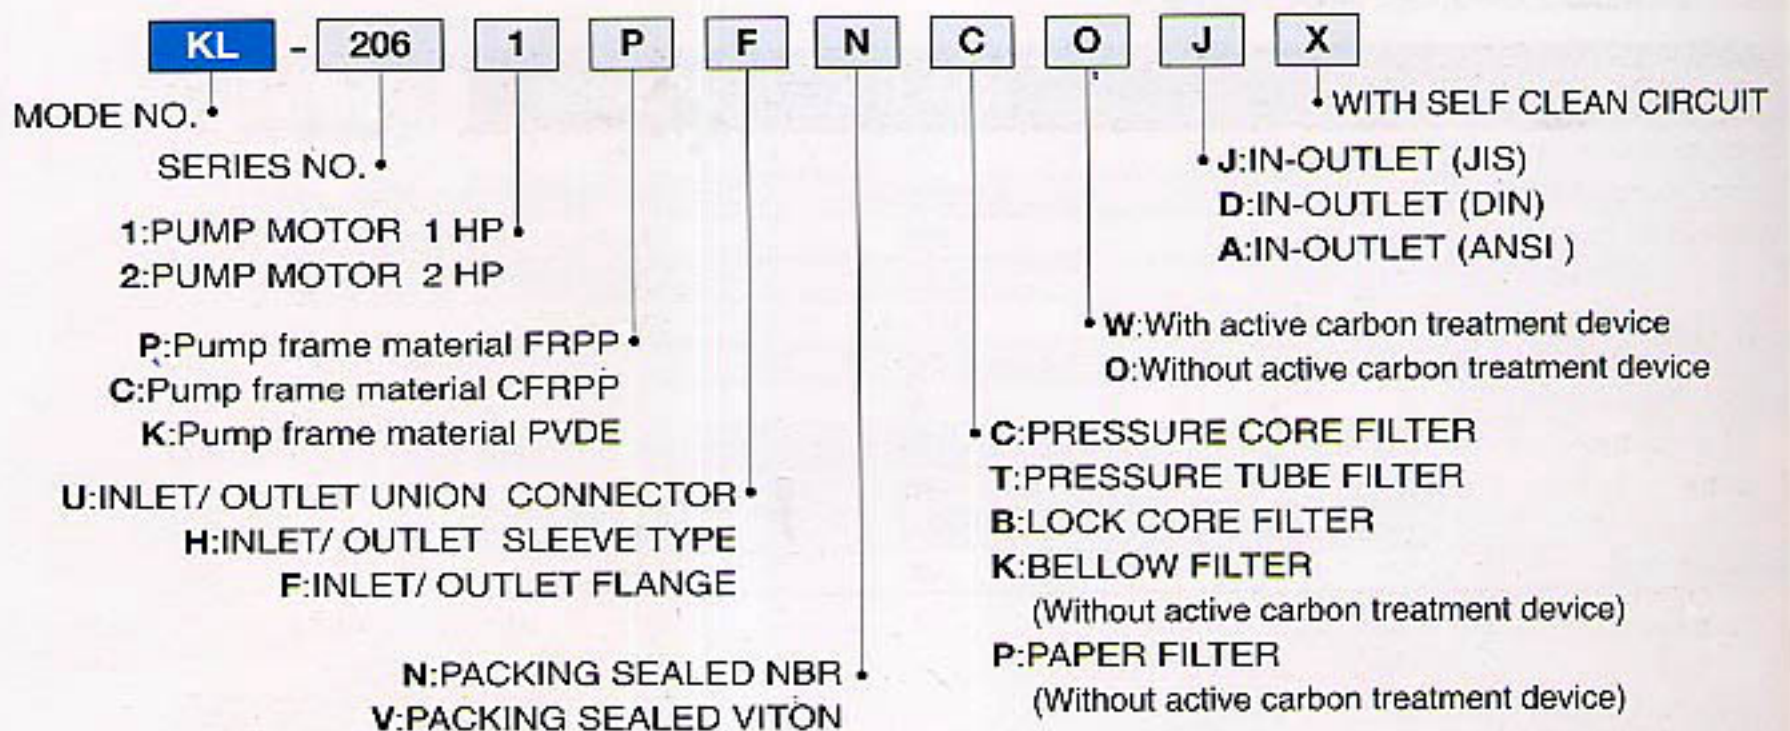 KL - 206 1 P F N C O J X
MODE NO.
SERIES NO.
1:PUMP MOTOR 1 HP
2:PUMP MOTOR 2 HP
P:Pump frame material FRPP
C:Pump frame material CFRPP
K:Pump frame material PVDE
U:INLET/ OUTLET UNION CONNECTOR
H:INLET/ OUTLET SLEEVE TYPE
F:INLET/ OUTLET FLANGE
N:PACKING SEALED NBR
V:PACKING SEALED VITON
WITH SELF CLEAN CIRCUIT
J:IN-OUTLET (JIS)
D:IN-OUTLET (DIN)
A:IN-OUTLET (ANSI )
W:With active carbon treatment device
O:Without active carbon treatment device
C:PRESSURE CORE FILTER
T:PRESSURE TUBE FILTER
B:LOCK CORE FILTER
K:BELLOW FILTER
(Without active carbon treatment device)
P:PAPER FILTER
(Without active carbon treatment device)